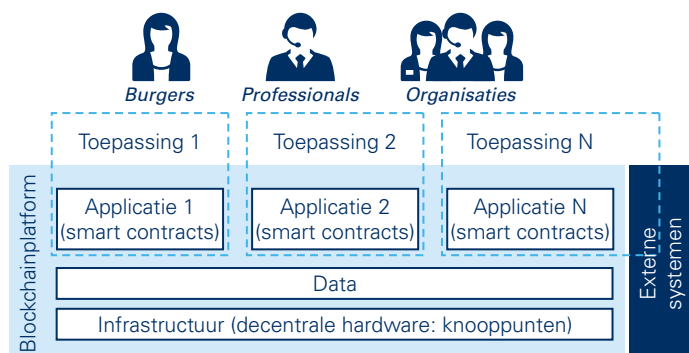 Burgers
Professionals
Organisaties
Toepassing 1
Toepassing 2
Toepassing N
Blockchainplatform
Applicatie 1
(smart contracts)
Applicatie 2
(smart contracts)
Applicatie N
(smart contracts)
Externe
systemen
Data
Infrastructuur (decentrale hardware: knooppunten)